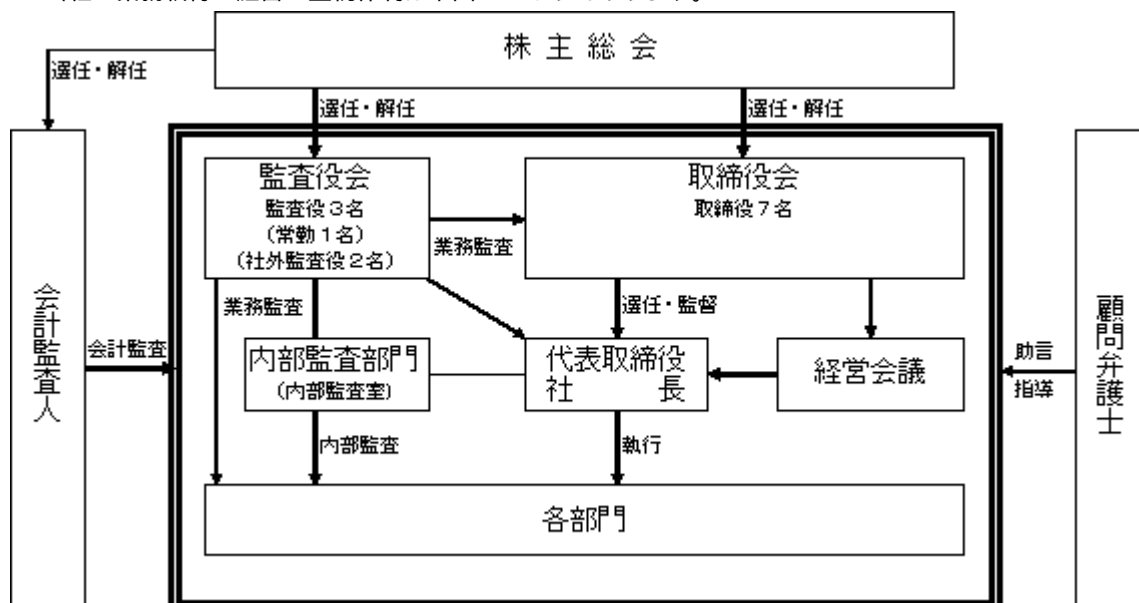 株主総会
選任・解任
選任・解任
選任・解任
監査役会
監査役3名
(常勤1名)
(社外監査役2名)
取締役会
取締役7名
業務監査
業務監査
選任・監督
会計監査人
会計監査
内部監査部門
(内部監査室)
代表取締役
社長
経営会議
助言
指導
顧問弁護士
内部監査
執行
各部門